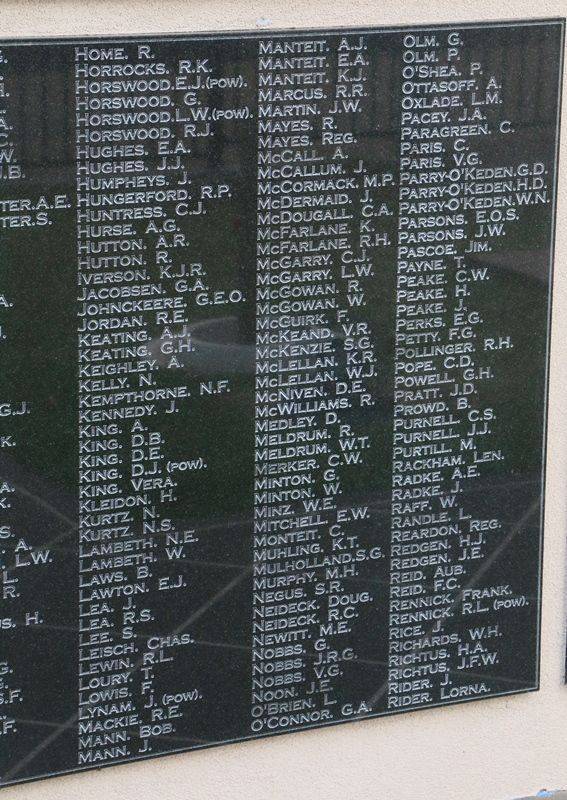 TER.A.E.
TER.S.
G.J.
L.W.
S.F.
HOME. R.
HORROCKS. R.K.
HORSWOOD.E.J.(POW).
HORSWOOD. G.
HORSWOOD.L.W.(POW).
HORSWOOD. R.J.
HUGHES. E.A.
HUGHES. J.J.
HUMPHEYS. J.
HUNGERFORD. R.P.
HUNTRESS. C.J.
HURSE. A.G.
HUTTON. A.R.
HUTTON. R.
IVERSON. K.J.R.
JACOBSEN. G.A.
JOHNCKEERE. G.E.O.
JORDAN. R.E.
KEATING. A.J.
KEATING. G.H.
KEIGHLEY. A.
KELLY. N.
KEMPTHORNE. N.F.
KENNEDY. J.
KING. A.
KING. D.B.
KING. D.E.
KING. D.J. (POW).
KING. VERA.
KLEIDON. H.
KURTZ. N.
KURTZ. N.S.
LAMBETH. N.E.
LAMBETH. W.
LAWS. B.
LAWTON. E.J.
LEA. J.
LEA. R.S.
LEE. S.
LEISCH. CHAS.
LEWIN. R.L.
LOURY. T.
LOWIS. F.
LYNAM. J. (POW).
MACKIE. R.E.
MANN. BOB.
MANN. J.
MANTEIT. A.J.
MANTEIT. E.A.
MANTEIT. K.J.
MARCUS. R.R.
MARTIN. J.W.
MAYES. R.
MAYES. REG.
MCCALL. A.
MCCALLUM. J.
MCCORMACK. M.P.
MCDERMAID. J.
MCDOUGALL. C.A.
MCFARLANE. K.
MCFARLANE. R.H.
MCGARRY. C.J.
MCGARRY. L.W.
MCGOWAN. R.
MCGOWAN. W.
MCGUIRK. F.
MCKEAND. V.R.
MCKENZIE. S.G.
MCLELLAN. K.R.
MCLELLAN. W.J.
MCNIVEN. D.E.
MCWILLIAMS. R.
MEDLEY. D.
MELDRUM. R.
MELDRUM. W.T.
MERKER. C.W.
MINTON. G.
MINTON. W.
MINZ. W.E.
MITCHELL. E.W.
MONTEIT. C.
MUHLING. K.T.
MULHOLLAND.S.G.
MURPHY. M.H.
NEGUS. S.R.
NEIDECK. DOUG.
NEIDECK. R.C
NEWITT. M.E.
NOBBS. G.
NOBBS. J.R.G.
NOBBS. V.G.
NOON. J.E.
O'BRIEN. L.
O'CONNOR. G.A.
OLM. G.
OLM. P.
O'SHEA. P.
OTTASOFF. A.
OXLADE. L.M.
PACEY. J.A.
PARAGREEN. C.
PARIS. C.
PARIS. V.G.
PARRY-O'KEDEN.G.D.
PARRY-O'KEDEN.H.D.
PARRY-O'KEDEN.W.N.
PARSONS. E.O.S.
PARSONS. J.W.
PASCOE. JIM.
PAYNE. T.
PEAKE. C.W.
PEAKE. H.
PEAKE. J.
PERKS. E.G.
PETTY. F.G.
POLLINGER. R.H.
POPE. C.D.
POWELL. G.H.
PRATT. J.D.
PROWD. B.
PURNELL. C.S.
PURNELL. J.J.
PURTILL. M.
RACKHAM. LEN.
RADKE. A.E.
RADKE. J.
RAFF. W.
RANDLE. L.
REARDON. REG.
REDGEN. H.J.
REDGEN. J.E.
REID. AUB.
REID. F.C.
RENNICK. FRANK.
RENNICK. R.L. (POW).
RICE. J.
RICHARDS. W.H.
RICHTUS. H.A.
RICHTUS. J.F.W.
RIDER. J.
RIDER. LORNA.